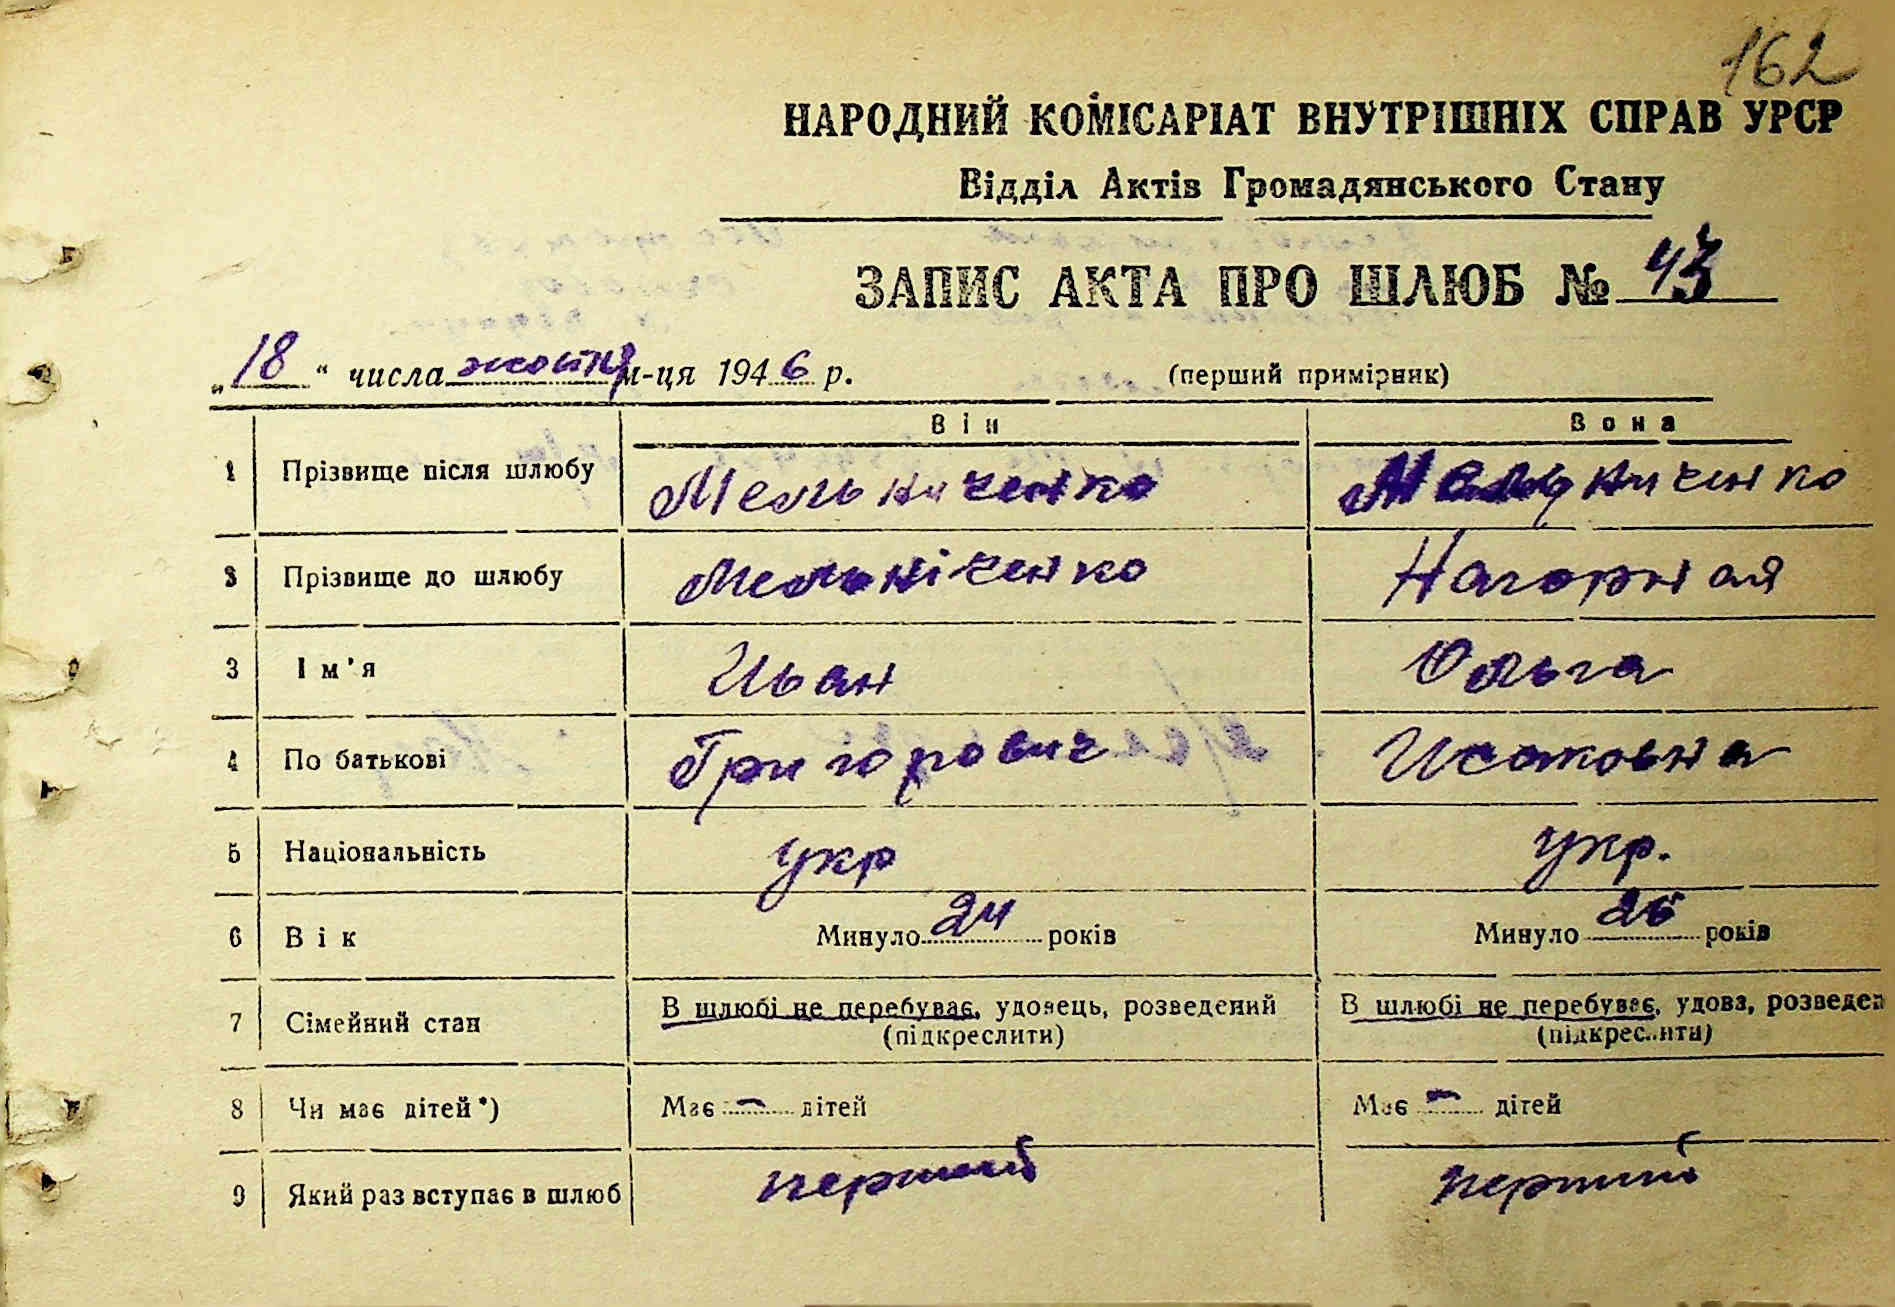 162
НАРОДНИЙ КОМІСАРІАТ ВНУТРІШНІХ СПРАВ УРСР
Відділ Актів Громадянського Стану
ЗАПИС АКТА ПРО ШЛЮБ № 43
„18“ числа жовтня м-ця 1946 р. (перший примірник)
Він Вона
1 Прізвище після шлюбу Мельниченко Мельниченко
2 Прізвище до шлюбу Мельніченко Нагорная
3 Ім'я Иван Ольга
4 По батькові Григорович Исаковна
5 Національність укр укр.
6 Вік Минуло 24 років Минуло 26 років
7 Сімейний стан В шлюбі не перебуває, удовець, розведений В шлюбі не перебуває, удова, розведен
(підкреслити) (підкреслити)
8 Чи має дітей*) Має – дітей Має – дітей
9 Який раз вступає в шлюб перший перший